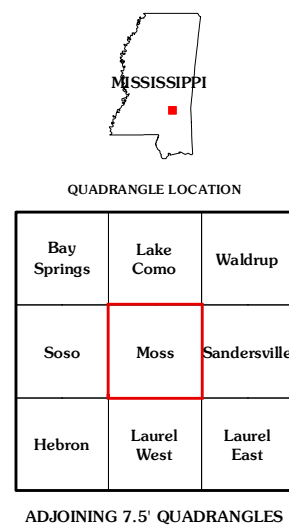 MISSISSIPPI
QUADRANGLE LOCATION
Bay
Springs
Lake
Como
Waldrup
Soso
Moss
Sandersville
Hebron
Laurel
West
Laurel
East
ADJOINING 7.5' QUADRANGLES